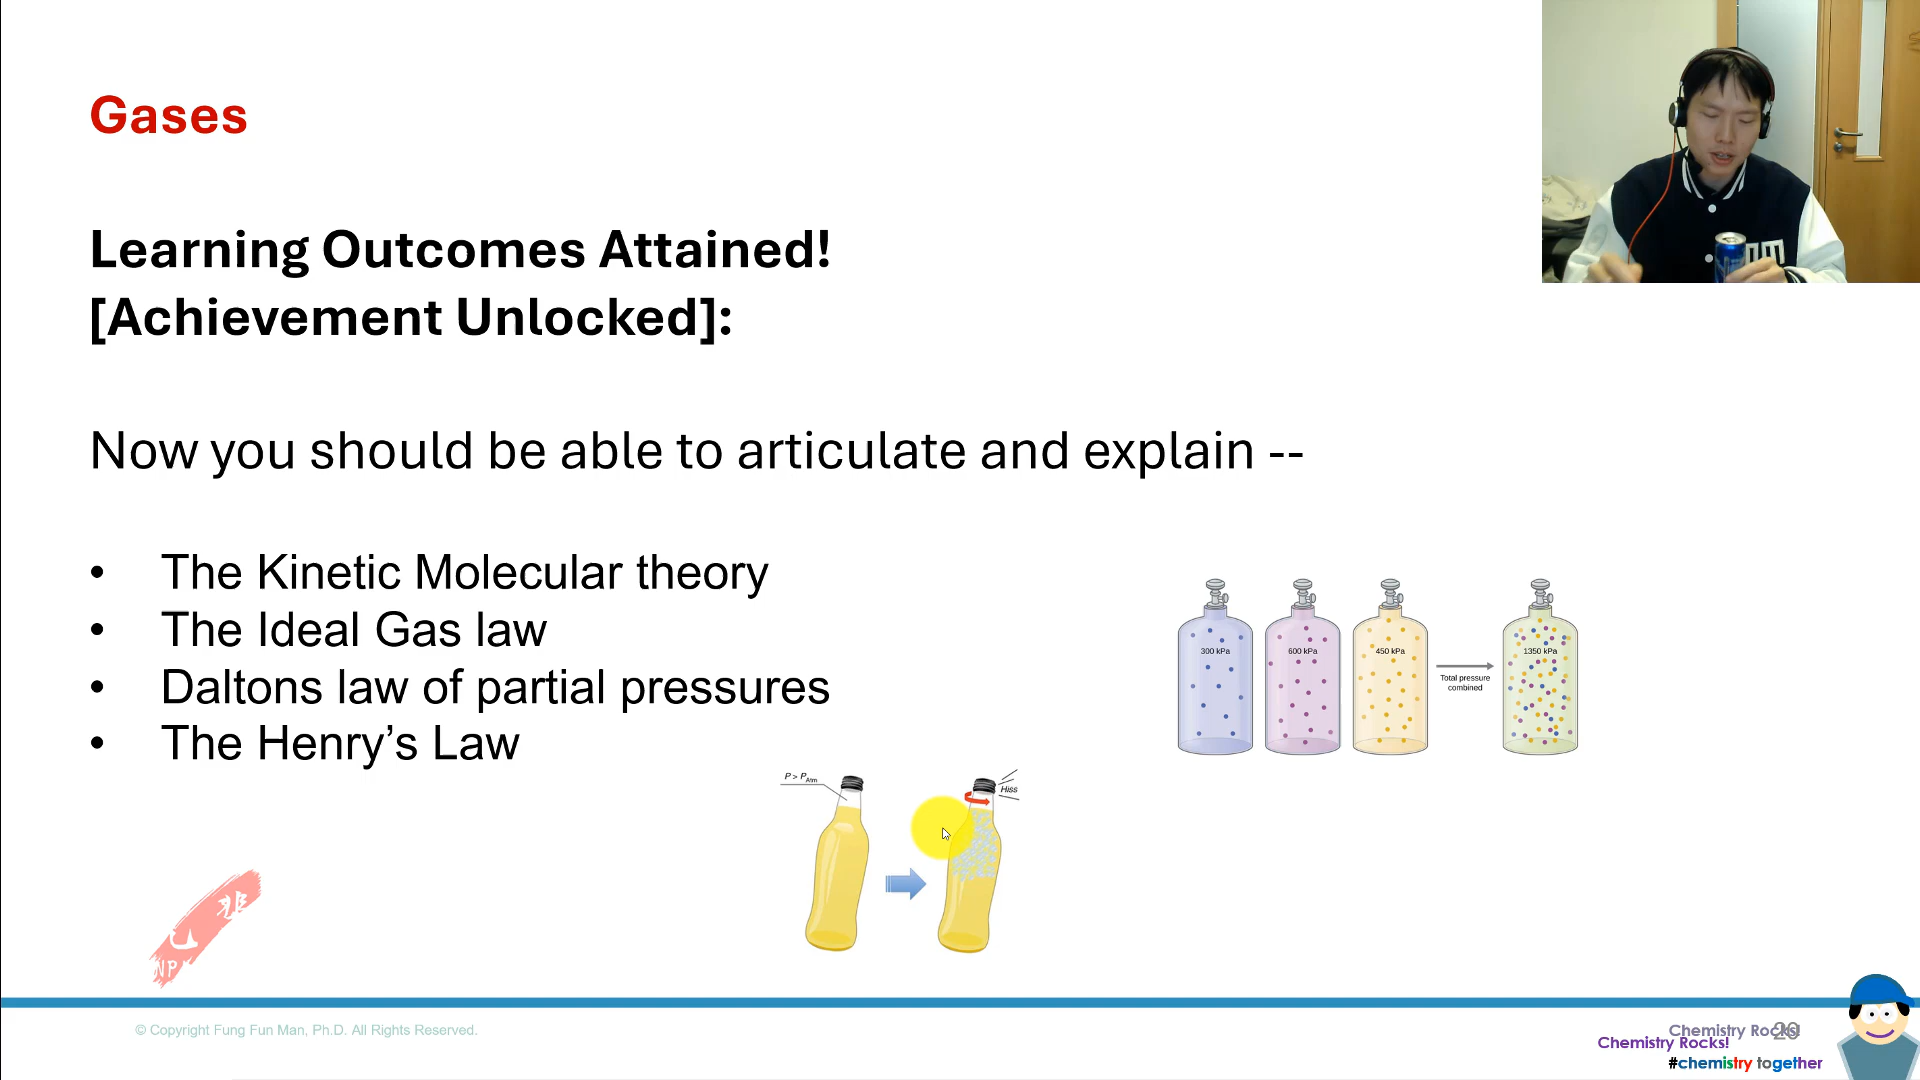 Gases
Learning Outcomes Attained!
[Achievement Unlocked]:
Now you should be able to articulate and explain --
• The Kinetic Molecular theory
• The Ideal Gas law
• Daltons law of partial pressures
• The Henry’s Law
300 kPa
600 kPa
450 kPa
Total pressure
combined
1350 kPa
P > PAtm
Hiss
NP
© Copyright Fung Fun Man, Ph.D. All Rights Reserved.
Chemistry Rocks!
20
Chemistry Rocks!
#chemistry together